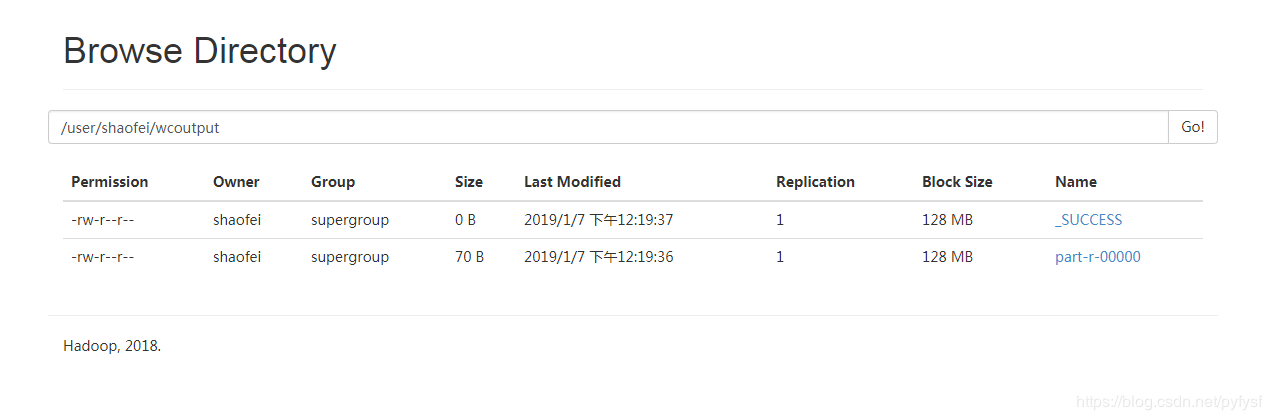 Browse Directory
/user/shaofei/wcoutput Go!
Permission Owner Group Size Last Modified Replication Block Size Name
-rw-r--r-- shaofei supergroup 0 B 2019/1/7 下午12:19:37 1 128 MB _SUCCESS
-rw-r--r-- shaofei supergroup 70 B 2019/1/7 下午12:19:36 1 128 MB part-r-00000
Hadoop, 2018.
https://blog.csdn.net/pyfysf